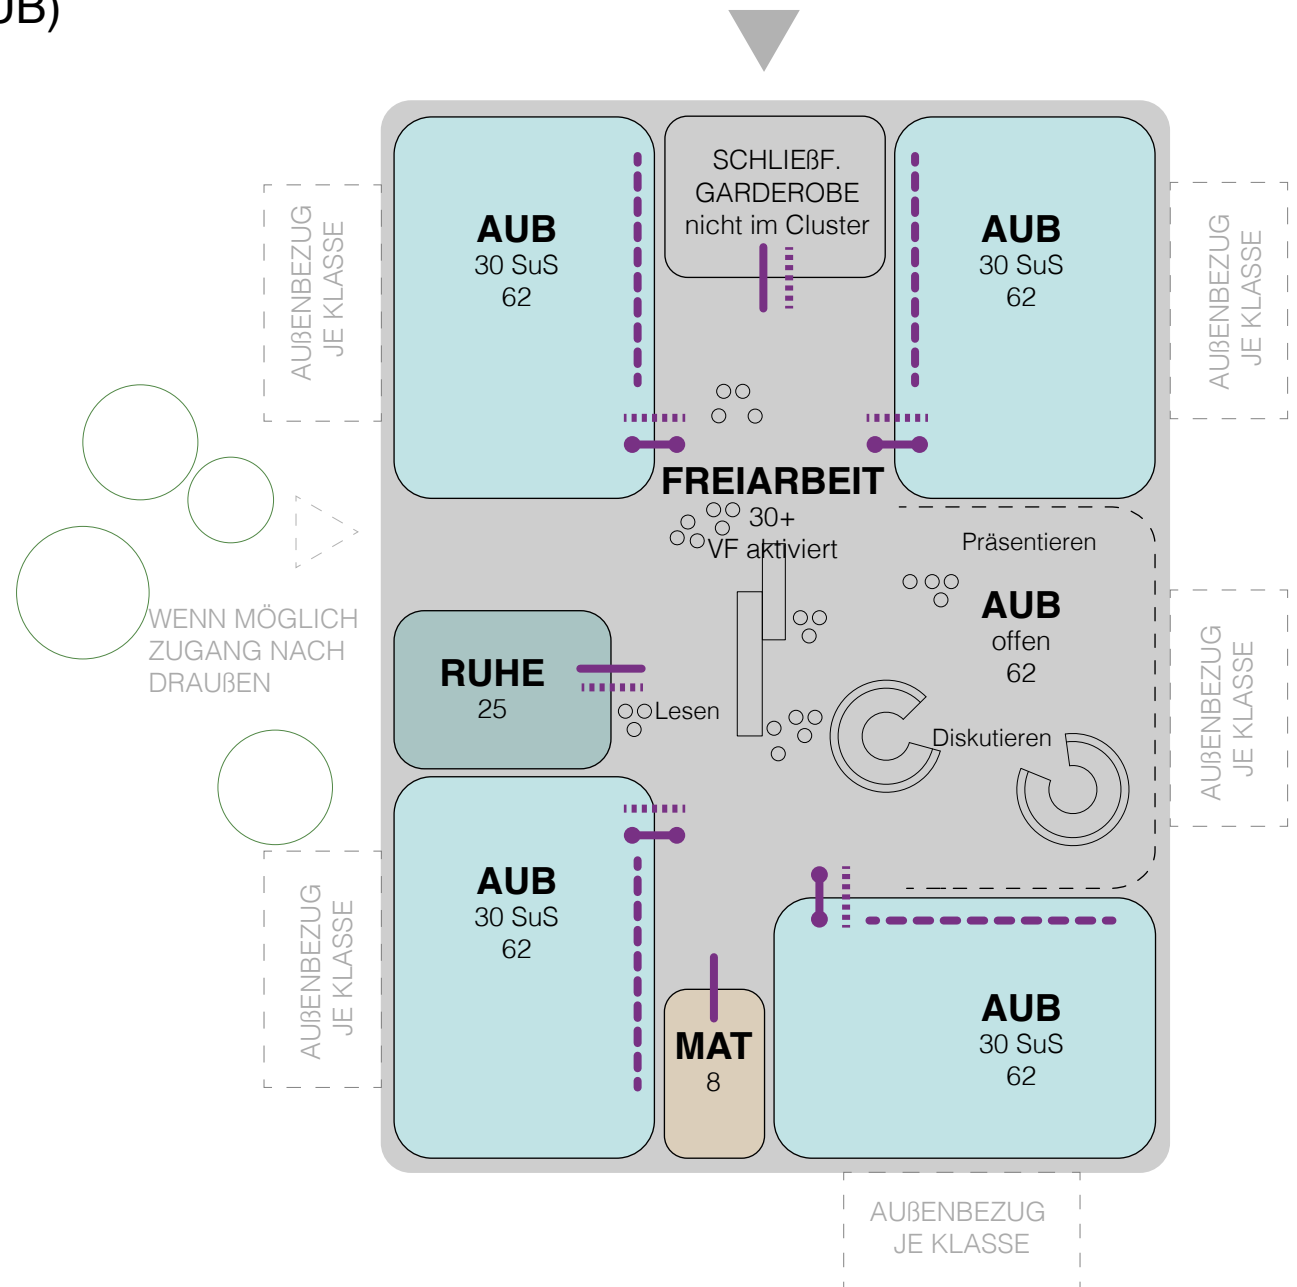 UB)
SCHLIEßF.
GARDEROBE
nicht im Cluster
AUB
30 SuS
62
AUB
30 SuS
62
AUßENBEZUG
JE KLASSE
AUßENBEZUG
JE KLASSE
FREIARBEIT
30+
VF aktiviert
Präsentieren
AUB
offen
62
WENN MÖGLICH
ZUGANG NACH
DRAUßEN
RUHE
25
Lesen
Diskutieren
AUßENBEZUG
JE KLASSE
AUB
30 SuS
62
AUßENBEZUG
JE KLASSE
MAT
8
AUB
30 SuS
62
AUßENBEZUG
JE KLASSE